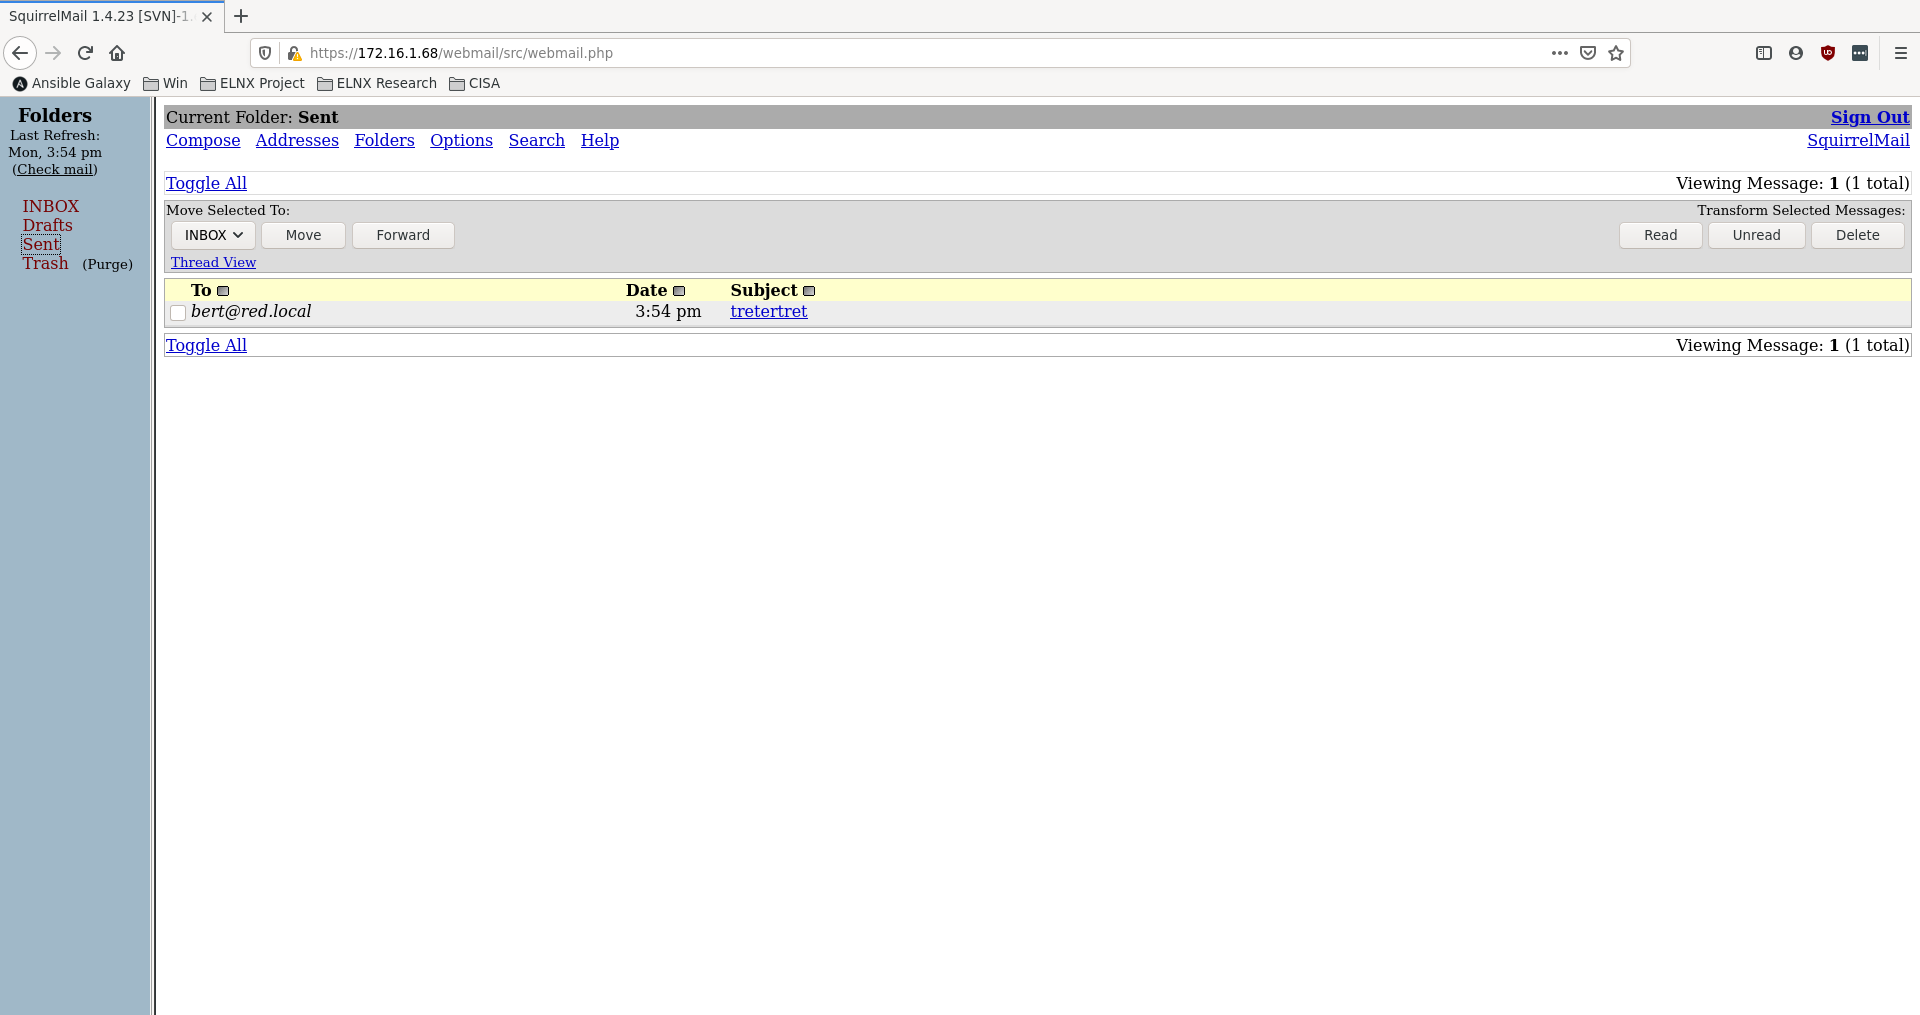 SquirrelMail 1.4.23 [SVN]-1.
https://172.16.1.68/webmail/src/webmail.php
Ansible Galaxy Win ELNX Project ELNX Research CISA
Folders
Last Refresh:
Mon, 3:54 pm
(Check mail)
INBOX
Drafts
Sent
Trash (Purge)
Current Folder: Sent Sign Out
Compose Addresses Folders Options Search Help SquirrelMail
Toggle All Viewing Message: 1 (1 total)
Move Selected To: Transform Selected Messages:
INBOX Move Forward Read Unread Delete
Thread View
To Date Subject
bert@red.local 3:54 pm tretertret
Toggle All Viewing Message: 1 (1 total)